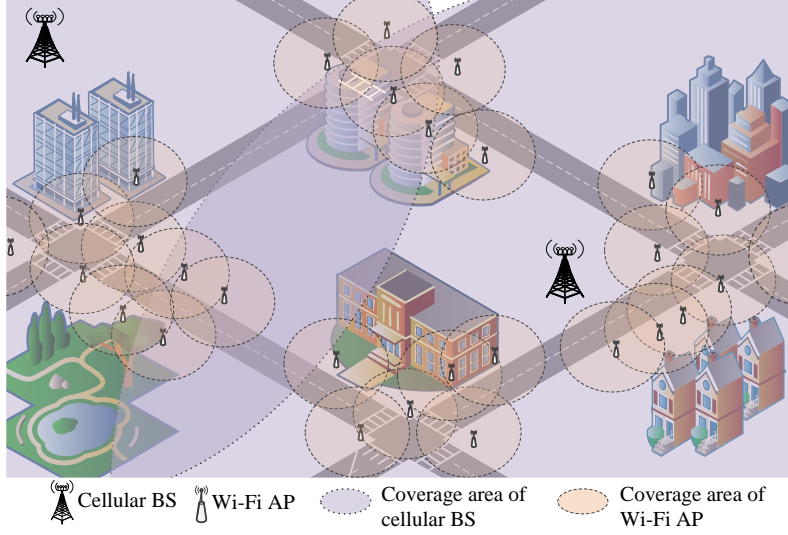 Cellular BS
Wi-Fi AP
Coverage area of
cellular BS
Coverage area of
Wi-Fi AP